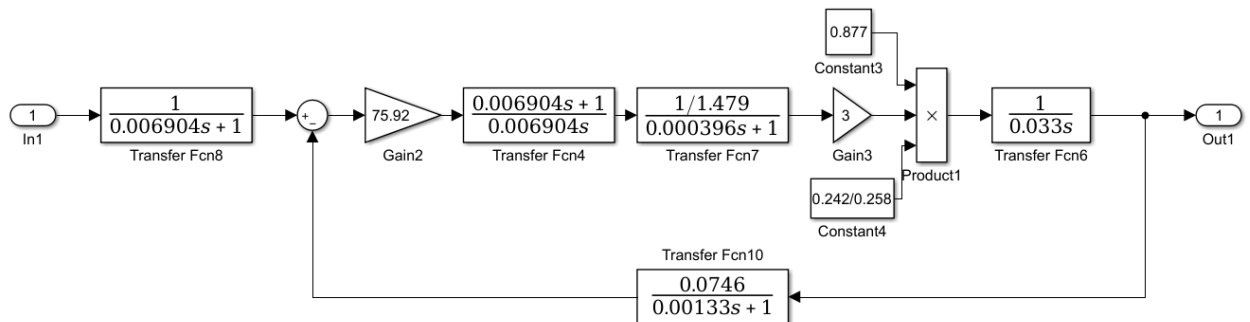 1
In1
1
0.006904s + 1
Transfer Fcn8
+
−
75.92
Gain2
0.006904s + 1
0.006904s
Transfer Fcn4
1/1.479
0.000396s + 1
Transfer Fcn7
3
Gain3
0.877
Constant3
0.242/0.258
Constant4
×
Product1
1
0.033s
Transfer Fcn6
1
Out1
Transfer Fcn10
0.0746
0.00133s + 1